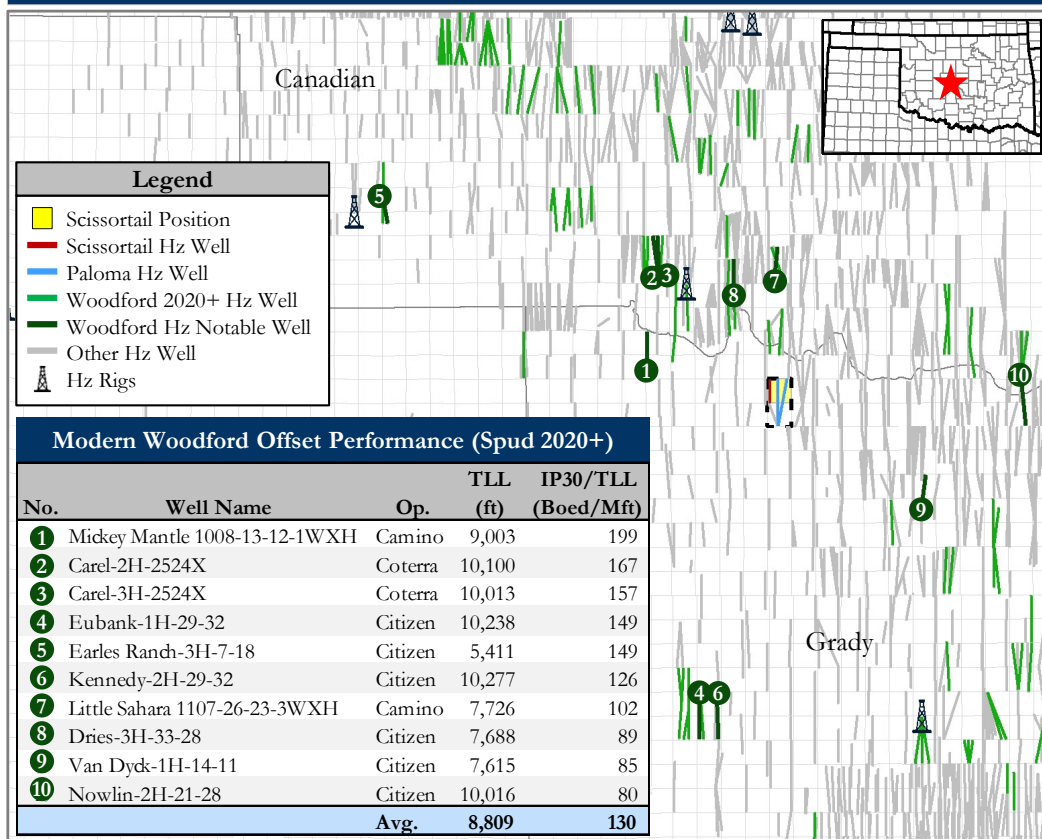 Canadian
Legend
Scissortail Position
Scissortail Hz Well
Paloma Hz Well
Woodford 2020+ Hz Well
Woodford Hz Notable Well
Other Hz Well
Hz Rigs
5
2 3
8
7
1
10
9
4 6
Grady
Modern Woodford Offset Performance (Spud 2020+)
TLL IP30/TLL
No. Well Name Op. (ft) (Boed/Mft)
1 Mickey Mantle 1008-13-12-1WXH Camino 9,003 199
2 Carel-2H-2524X Coterra 10,100 167
3 Carel-3H-2524X Coterra 10,013 157
4 Eubank-1H-29-32 Citizen 10,238 149
5 Earles Ranch-3H-7-18 Citizen 5,411 149
6 Kennedy-2H-29-32 Citizen 10,277 126
7 Little Sahara 1107-26-23-3WXH Camino 7,726 102
8 Dries-3H-33-28 Citizen 7,688 89
9 Van Dyck-1H-14-11 Citizen 7,615 85
10 Nowlin-2H-21-28 Citizen 10,016 80
Avg. 8,809 130